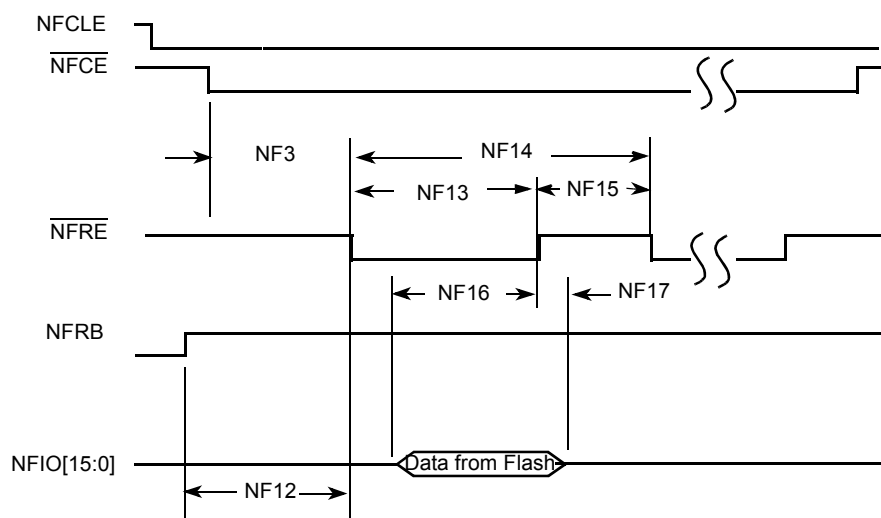 NFCLE
NFCE
NF3
NF14
NF13
NF15
NFRE
NF16
NF17
NFRB
Data from Flash
NFIO[15:0]
NF12